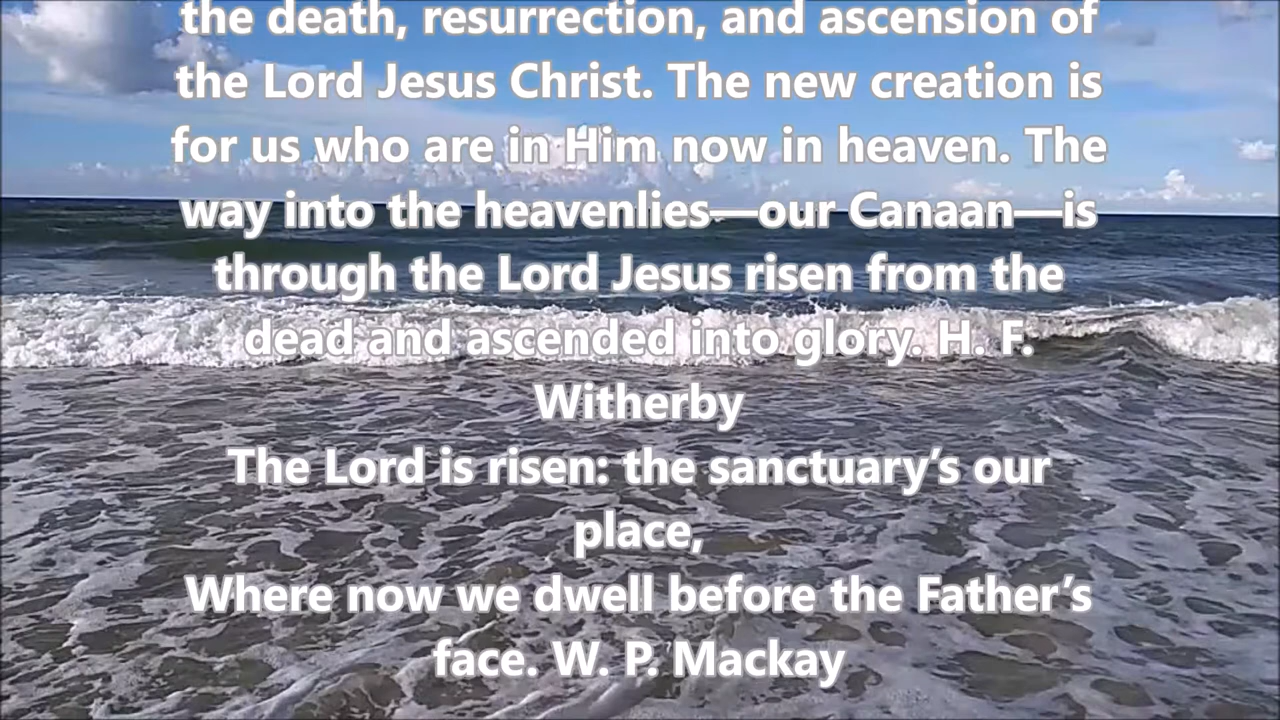 the death, resurrection, and ascension of
the Lord Jesus Christ. The new creation is
for us who are in Him now in heaven. The
way into the heavenlies—our Canaan—is
through the Lord Jesus risen from the
dead and ascended into glory. H. F.
Witherby
The Lord is risen: the sanctuary’s our
place,
Where now we dwell before the Father’s
face. W. P. Mackay